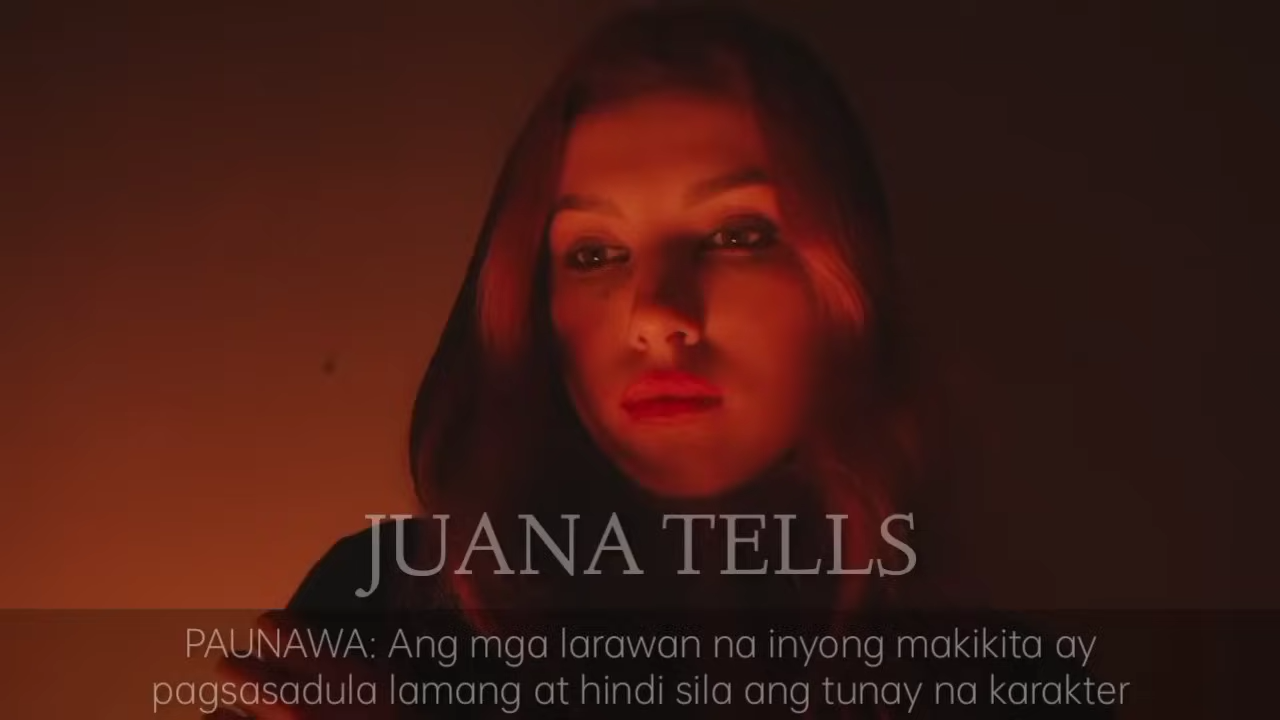 JUANA TELLS
PAUNAWA: Ang mga larawan na inyong makikita ay
pagsasadula lamang at hindi sila ang tunay na karakter